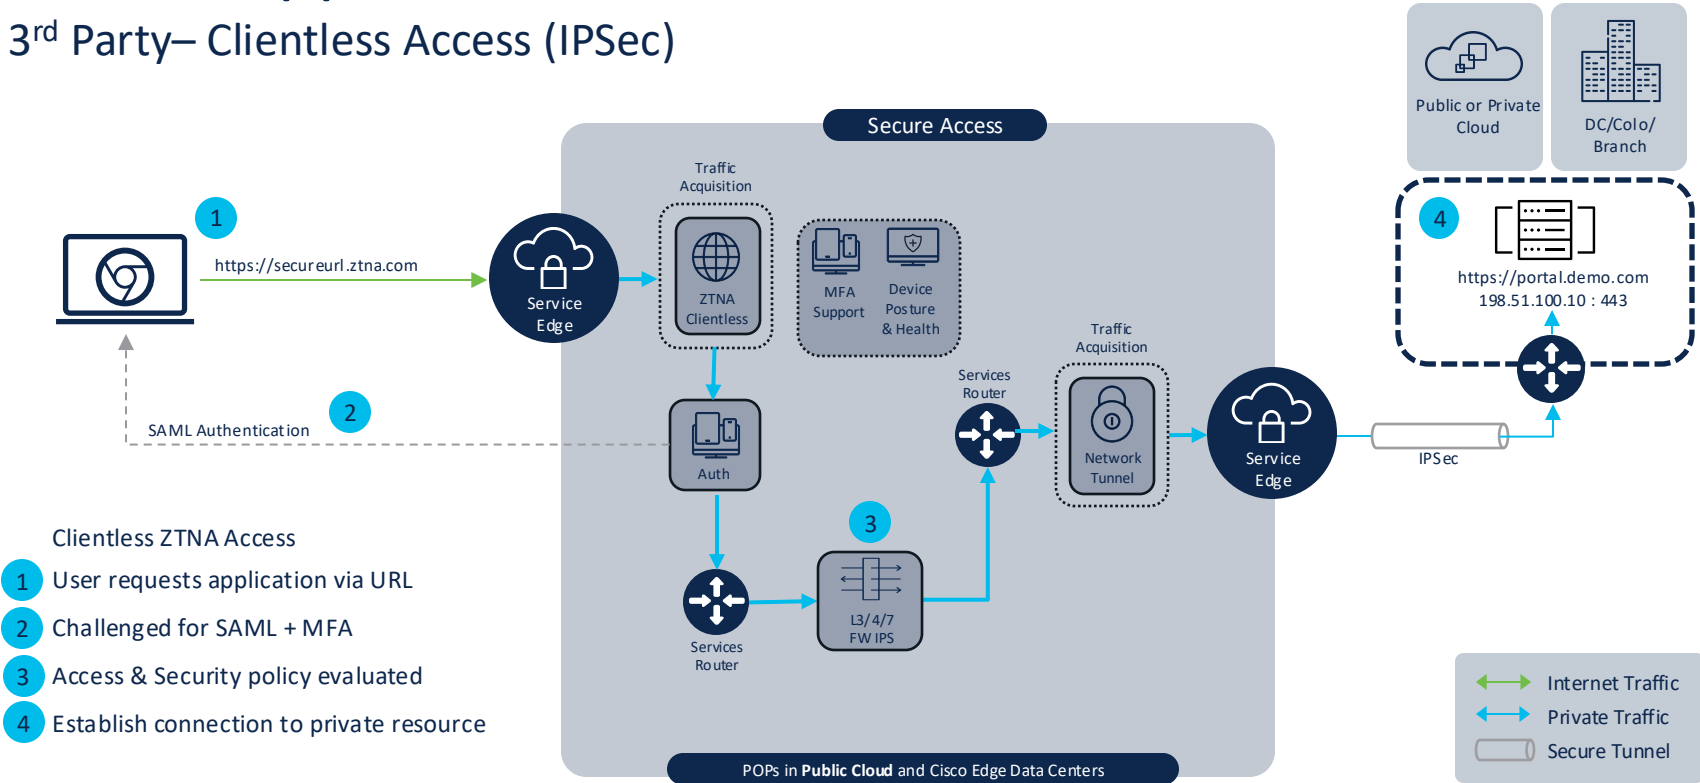 3rd Party– Clientless Access (IPSec)
Public or Private
Cloud
DC/Colo/
Branch
Secure Access
Traffic
Acquisition
1
https://secureurl.ztna.com
Service
Edge
ZTNA
Clientless
MFA
Support
Device
Posture
& Health
4
https://portal.demo.com
198.51.100.10 : 443
Traffic
Acquisition
Services
Router
2
SAML Authentication
Auth
Network
Tunnel
Service
Edge
IPSec
3
L3/4/7
FW IPS
Services
Router
Clientless ZTNA Access
1 User requests application via URL
2 Challenged for SAML + MFA
3 Access & Security policy evaluated
4 Establish connection to private resource
Internet Traffic
Private Traffic
Secure Tunnel
POPs in Public Cloud and Cisco Edge Data Centers